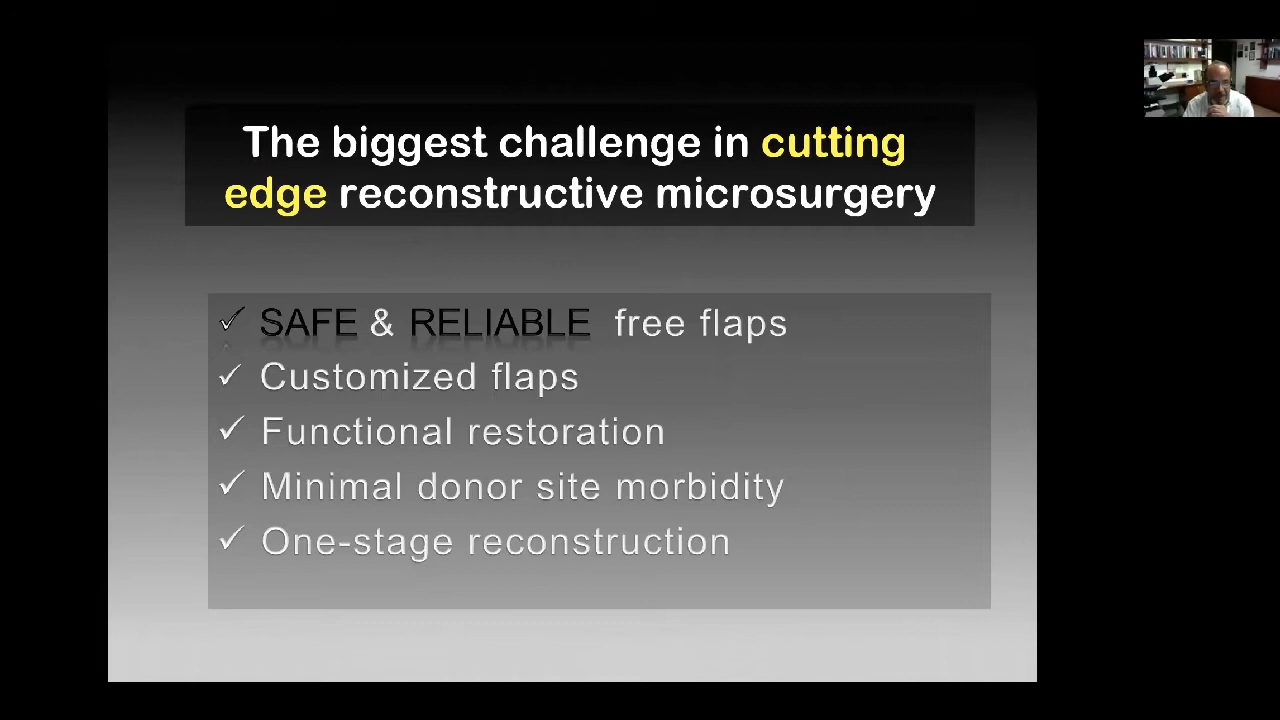 The biggest challenge in cutting
edge reconstructive microsurgery
✓ SAFE & RELIABLE free flaps
✓ Customized flaps
✓ Functional restoration
✓ Minimal donor site morbidity
✓ One-stage reconstruction